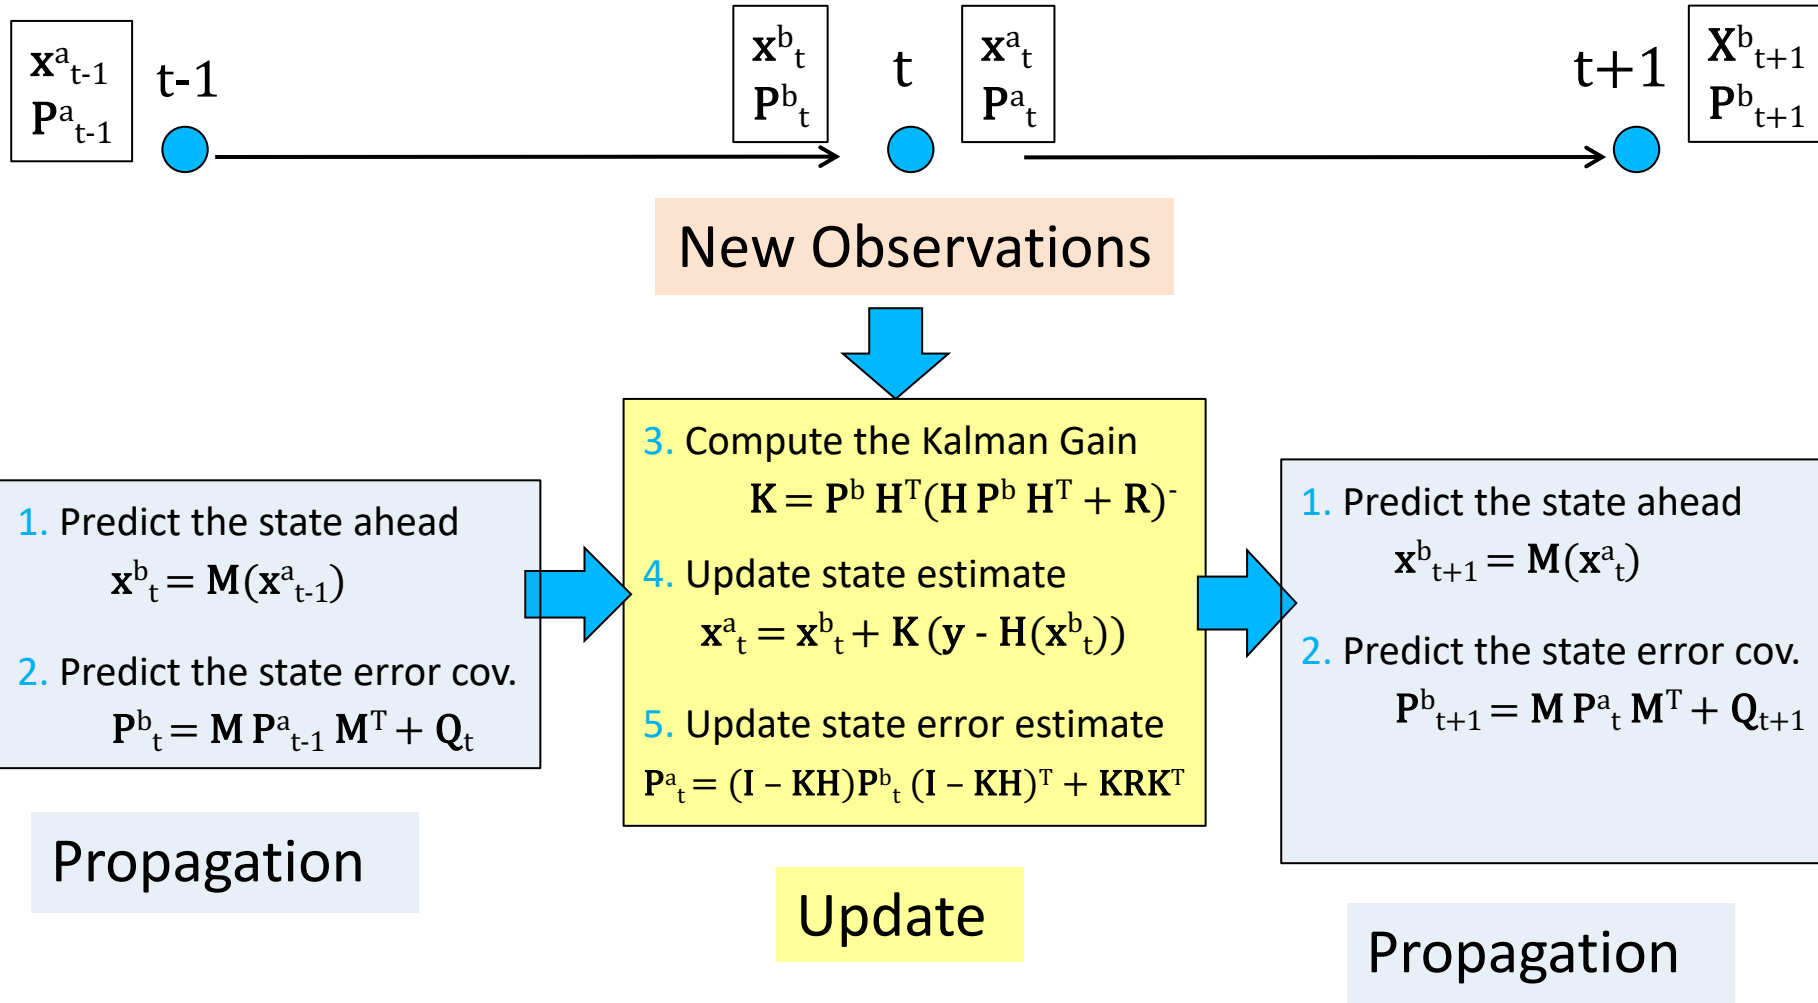 xᵃₜ₋₁
Pᵃₜ₋₁
t-1
xᵇₜ
Pᵇₜ
t
xᵃₜ
Pᵃₜ
t+1
Xᵇₜ₊₁
Pᵇₜ₊₁
New Observations
1. Predict the state ahead
xᵇₜ = M(xᵃₜ₋₁)
2. Predict the state error cov.
Pᵇₜ = M Pᵃₜ₋₁ Mᵀ + Qₜ
Propagation
3. Compute the Kalman Gain
K = Pᵇ Hᵀ(H Pᵇ Hᵀ + R)⁻
4. Update state estimate
xᵃₜ = xᵇₜ + K (y - H(xᵇₜ))
5. Update state error estimate
Pᵃₜ = (I – KH)Pᵇₜ (I – KH)ᵀ + KRKᵀ
Update
1. Predict the state ahead
xᵇₜ₊₁ = M(xᵃₜ)
2. Predict the state error cov.
Pᵇₜ₊₁ = M Pᵃₜ Mᵀ + Qₜ₊₁
Propagation